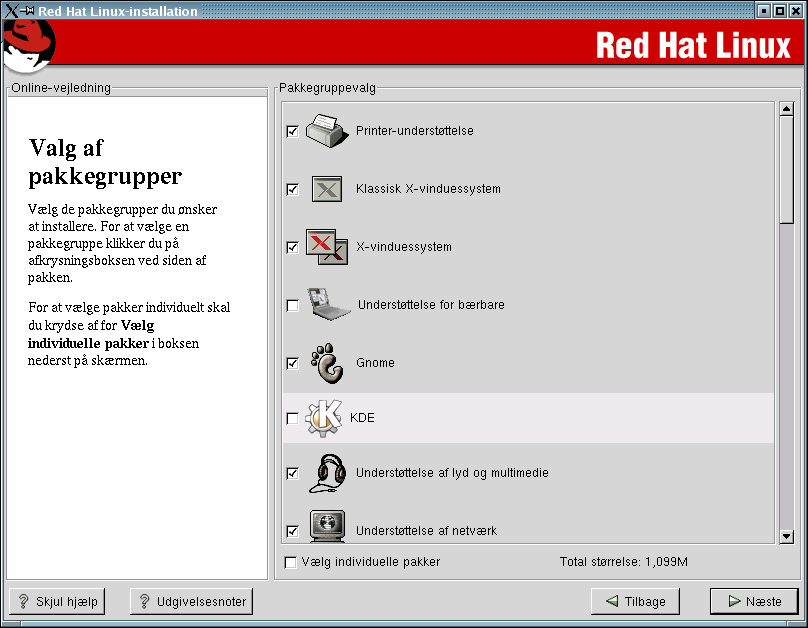 Red Hat Linux-installation
Red Hat Linux
Online-vejledning
Valg af
pakkegrupper
Vælg de pakkegrupper du ønsker
at installere. For at vælge en
pakkegruppe klikker du på
afkrysningsboksen ved siden af
pakken.
For at vælge pakker individuelt skal
du krydse af for Vælg
individuelle pakker i boksen
nederst på skærmen.
Pakkegruppevalg
Printer-understøttelse
Klassisk X-vinduessystem
X-vinduessystem
Understøttelse for bærbare
Gnome
KDE
Understøttelse af lyd og multimedie
Understøttelse af netværk
Vælg individuelle pakker
Total størrelse: 1,099M
Skjul hjælp
Udgivelsesnoter
Tilbage
Næste